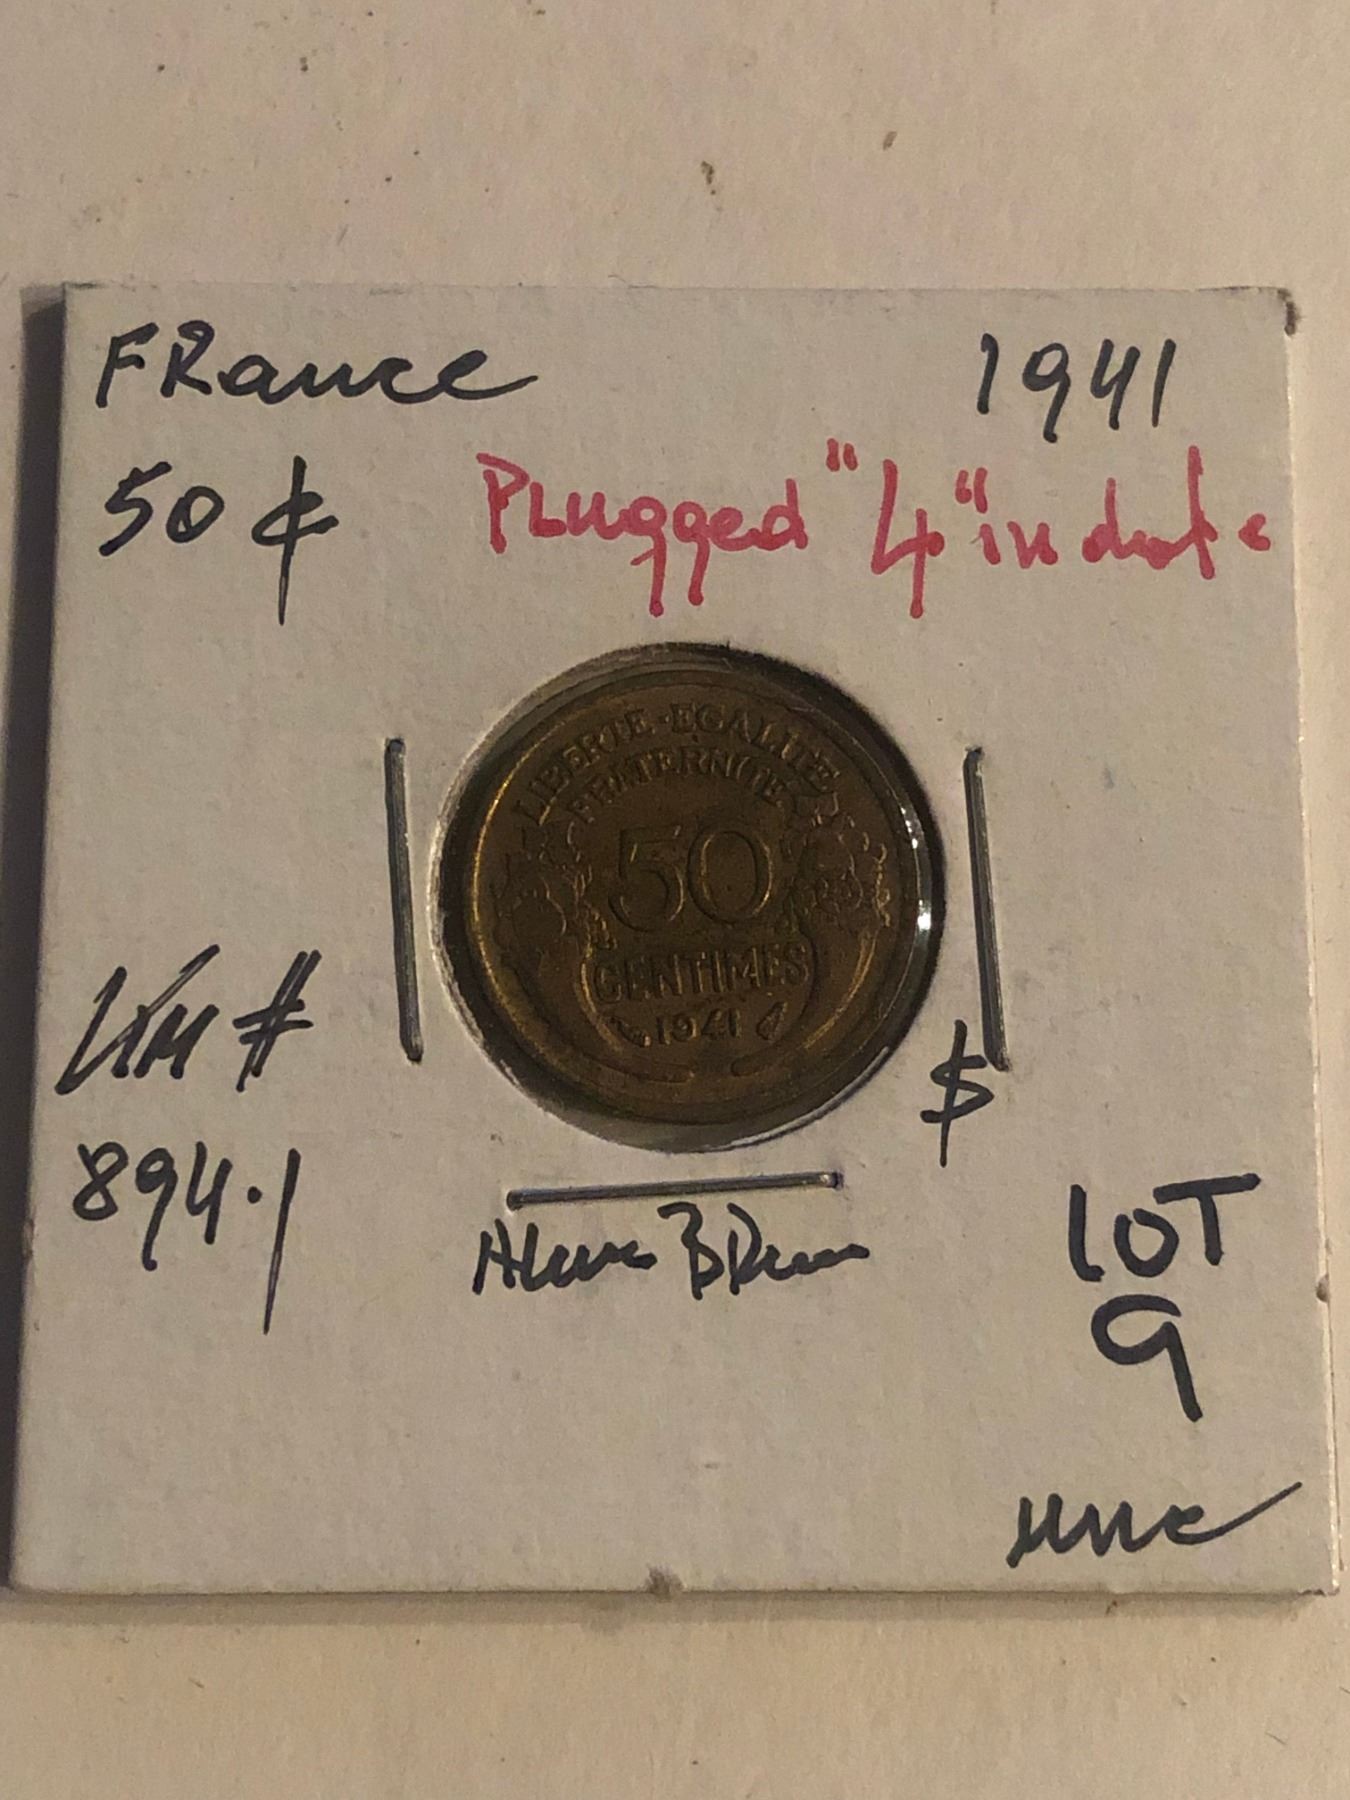 FRance 1941
50 ¢ Plugged "4" in date
LIBERTE·EGALITE
FRATERNITE
50
CENTIMES
1941
KM #
894.1
$
Alum BRon
LOT
9
unc